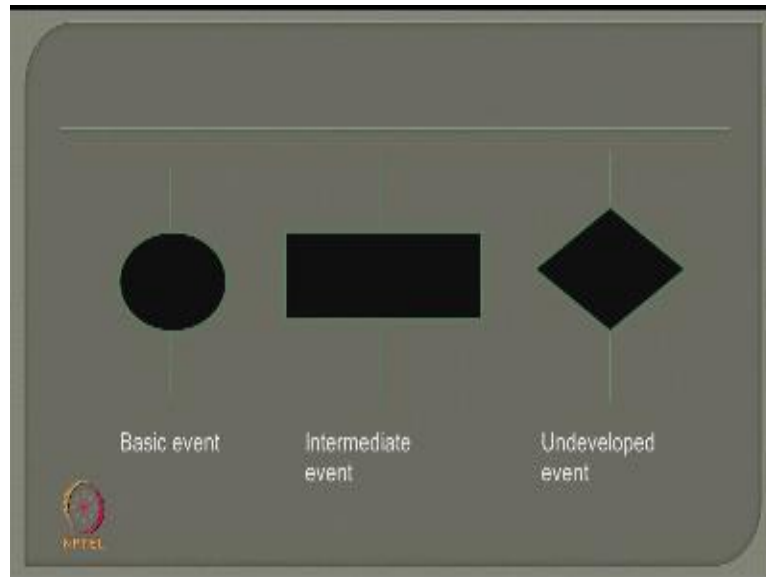 Basic event
Intermediate
event
Undeveloped
event
NPTEL